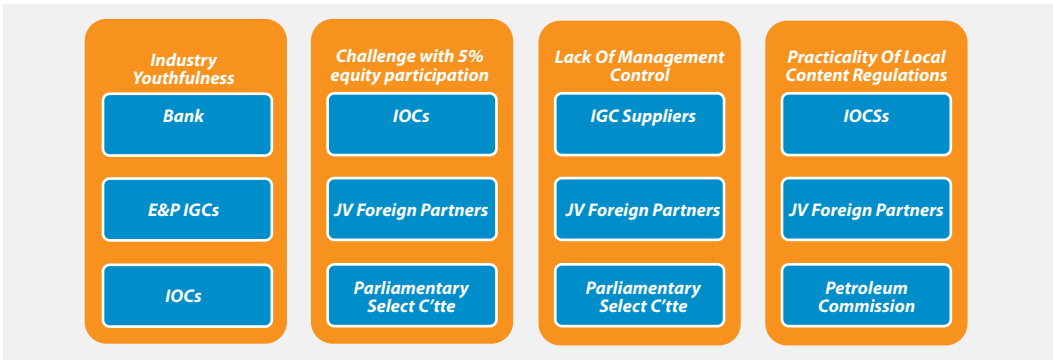 Industry
Youthfulness
Bank
E&P IGCs
IOCs
Challenge with 5%
equity participation
IOCs
JV Foreign Partners
Parliamentary
Select C'tte
Lack Of Management
Control
IGC Suppliers
JV Foreign Partners
Parliamentary
Select C'tte
Practicality Of Local
Content Regulations
IOCSs
JV Foreign Partners
Petroleum
Commission